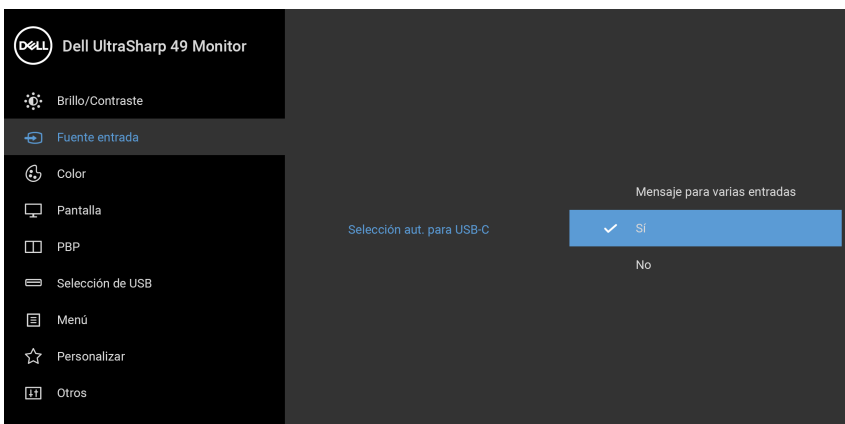 DELL
Dell UltraSharp 49 Monitor
Brillo/Contraste
Fuente entrada
Color
Pantalla
PBP
Selección de USB
Menú
Personalizar
Otros
Selección aut. para USB-C
Mensaje para varias entradas
Sí
No